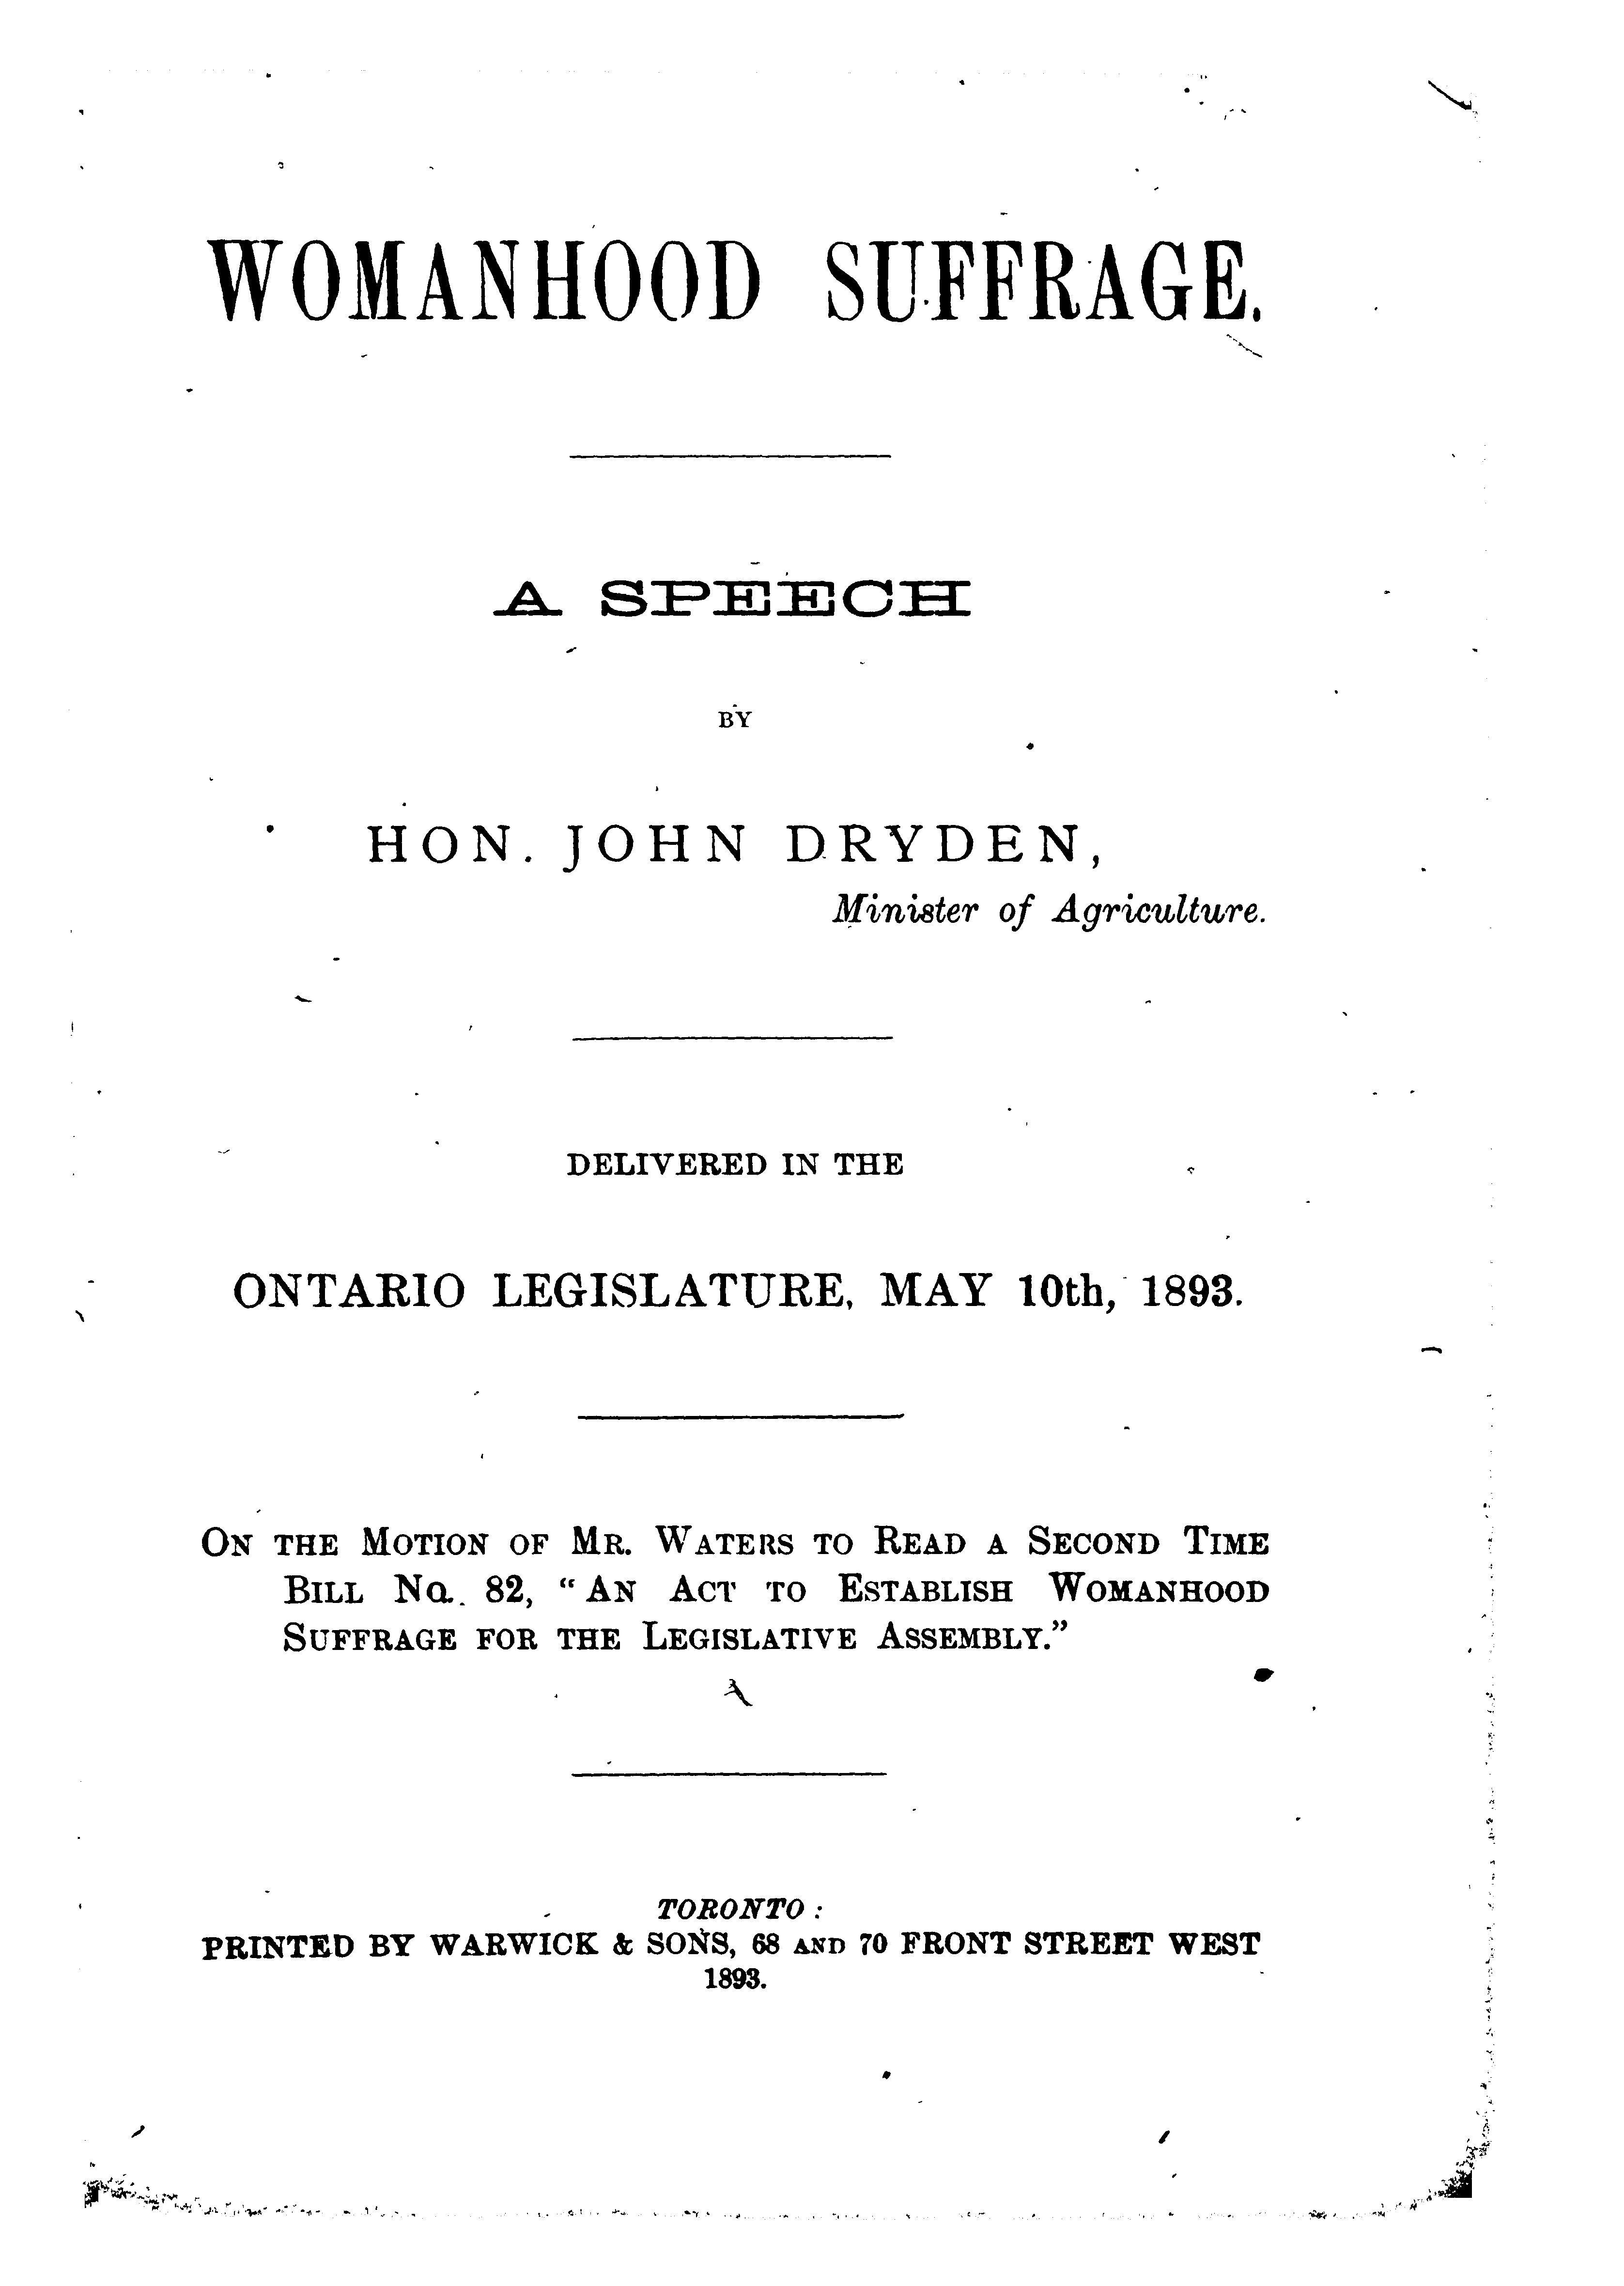 WOMANHOOD SUFFRAGE.
A SPEECH
BY
HON. JOHN DRYDEN,
Minister of Agriculture.
DELIVERED IN THE
ONTARIO LEGISLATURE, MAY 10th, 1893.
ON THE MOTION OF MR. WATERS TO READ A SECOND TIME
BILL NO. 82, “AN ACT TO ESTABLISH WOMANHOOD
SUFFRAGE FOR THE LEGISLATIVE ASSEMBLY.”
TORONTO:
PRINTED BY WARWICK & SONS, 68 AND 70 FRONT STREET WEST
1893.